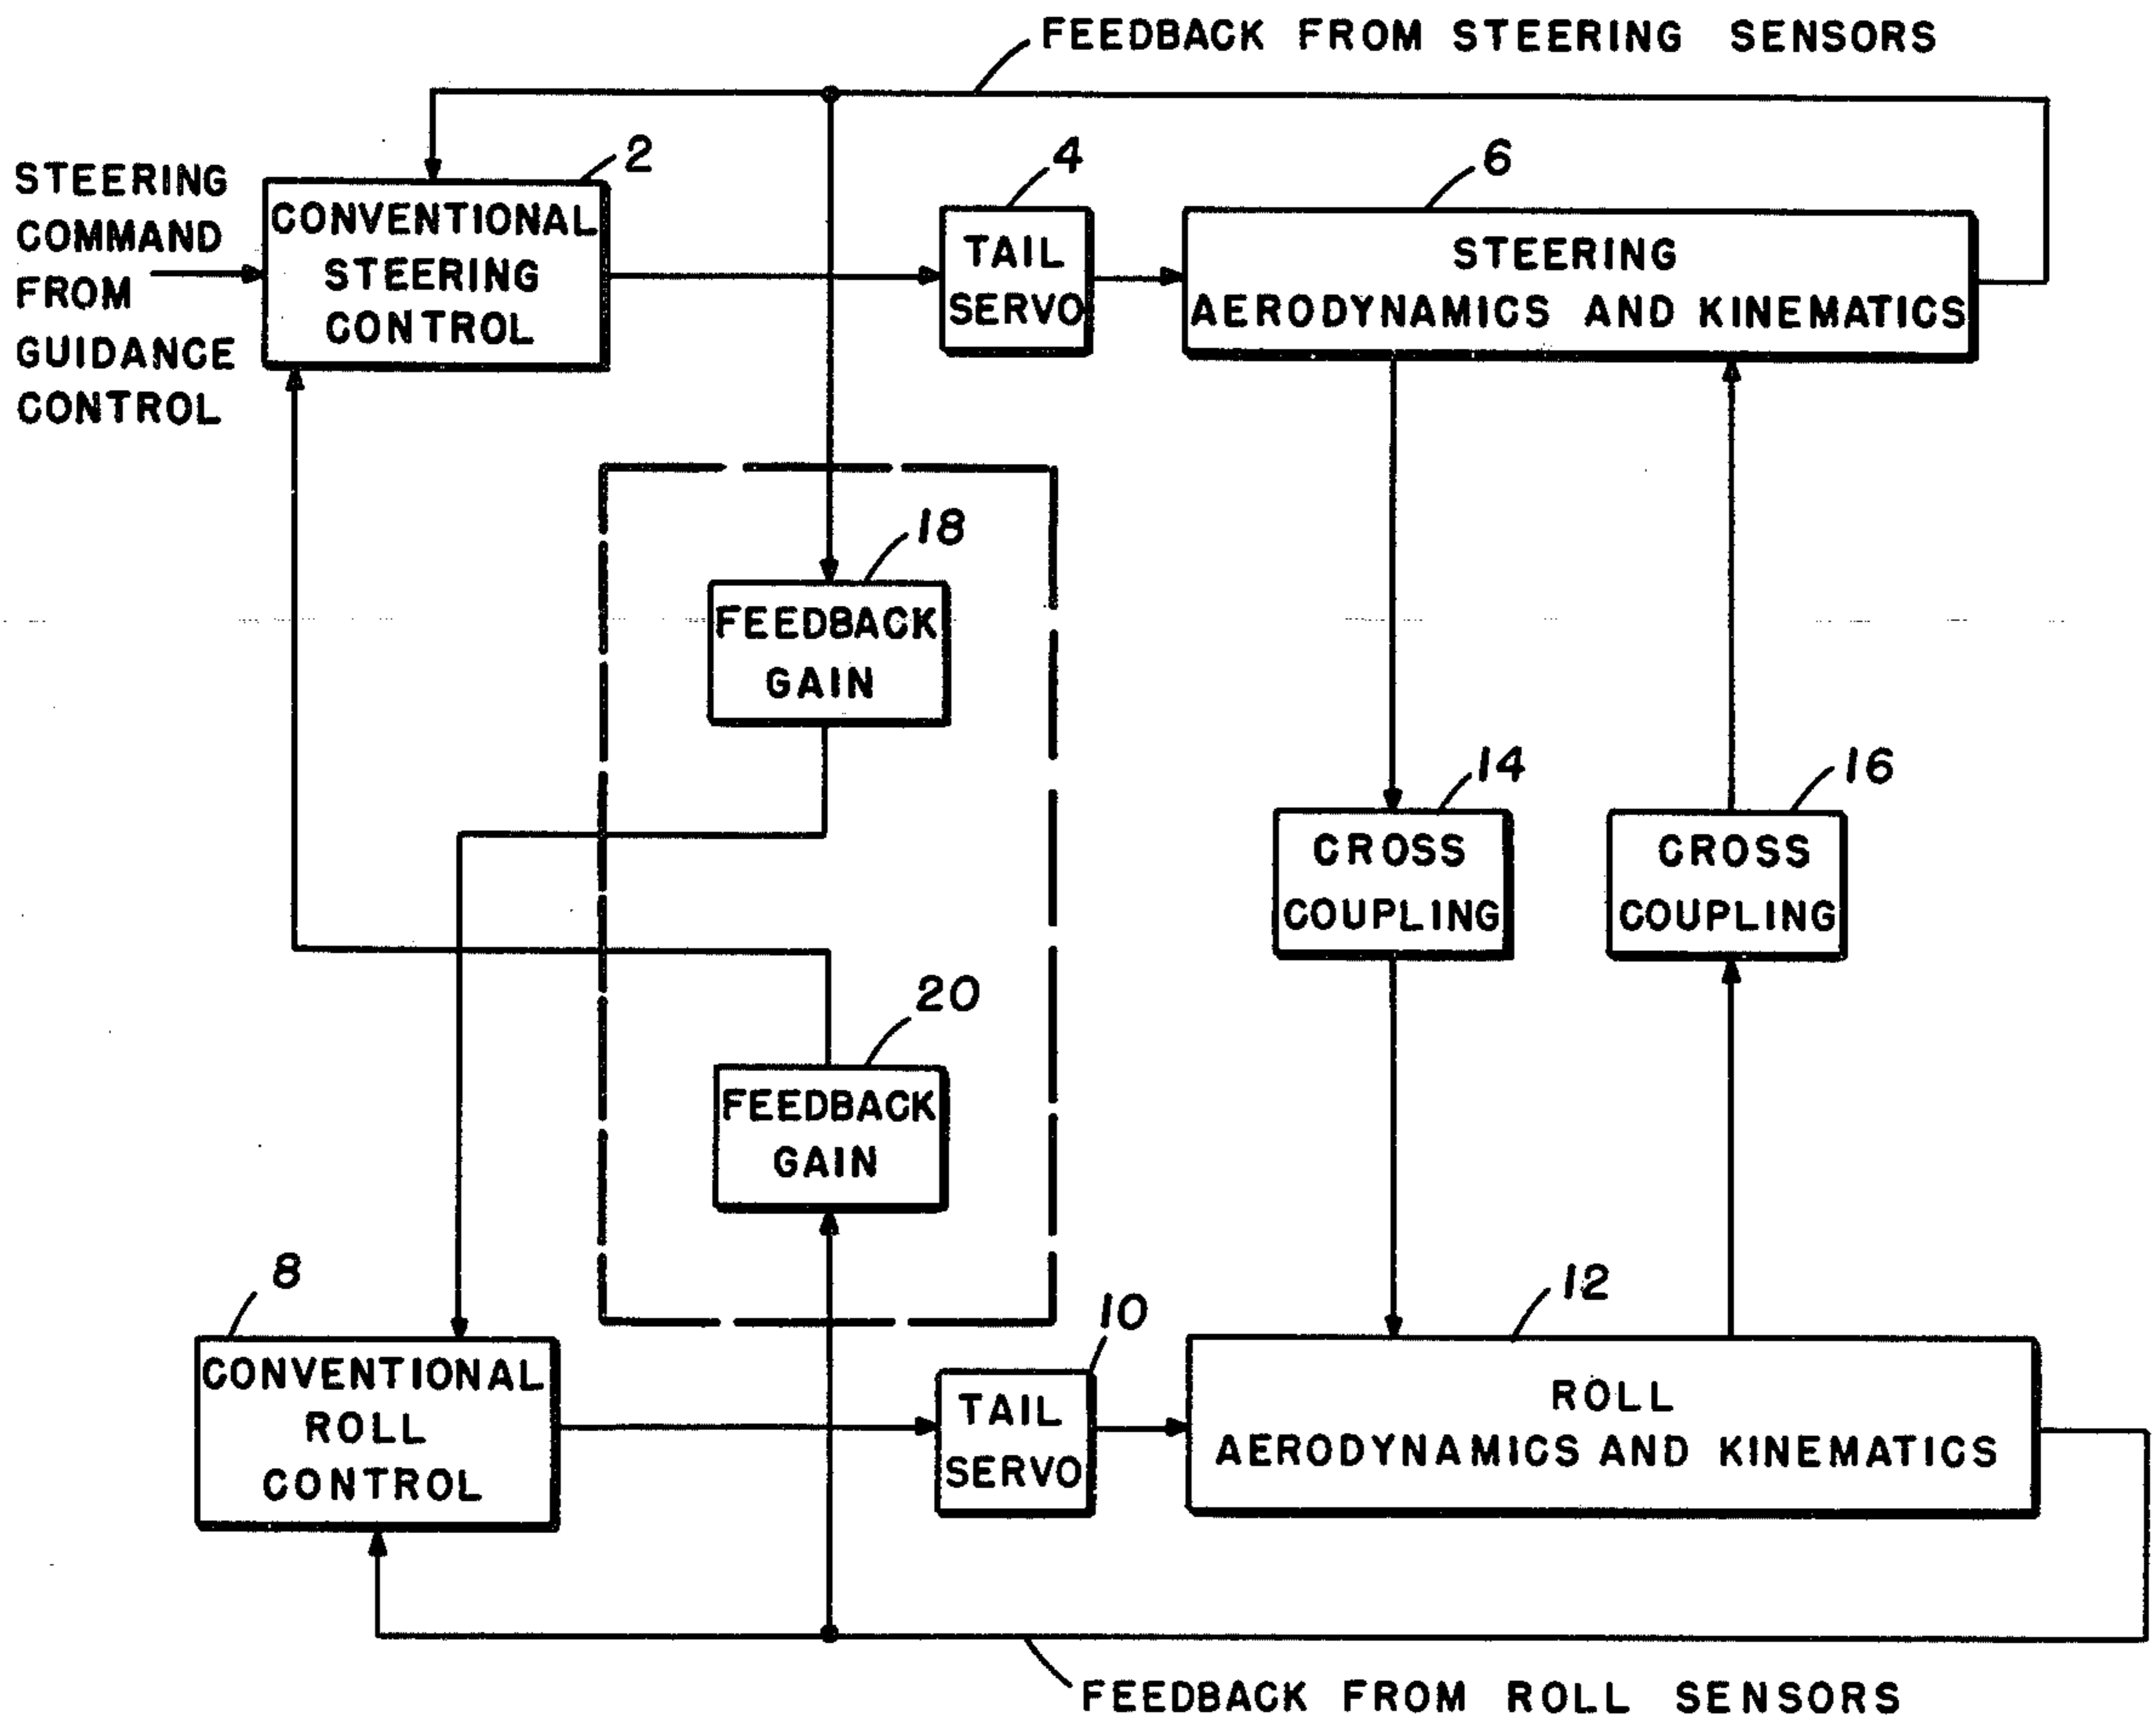 FEEDBACK FROM STEERING SENSORS
STEERING
COMMAND
FROM
GUIDANCE
CONTROL
2
CONVENTIONAL
STEERING
CONTROL
4
TAIL
SERVO
6
STEERING
AERODYNAMICS AND KINEMATICS
18
FEEDBACK
GAIN
14
CROSS
COUPLING
16
CROSS
COUPLING
20
FEEDBACK
GAIN
8
CONVENTIONAL
ROLL
CONTROL
10
TAIL
SERVO
12
ROLL
AERODYNAMICS AND KINEMATICS
FEEDBACK FROM ROLL SENSORS